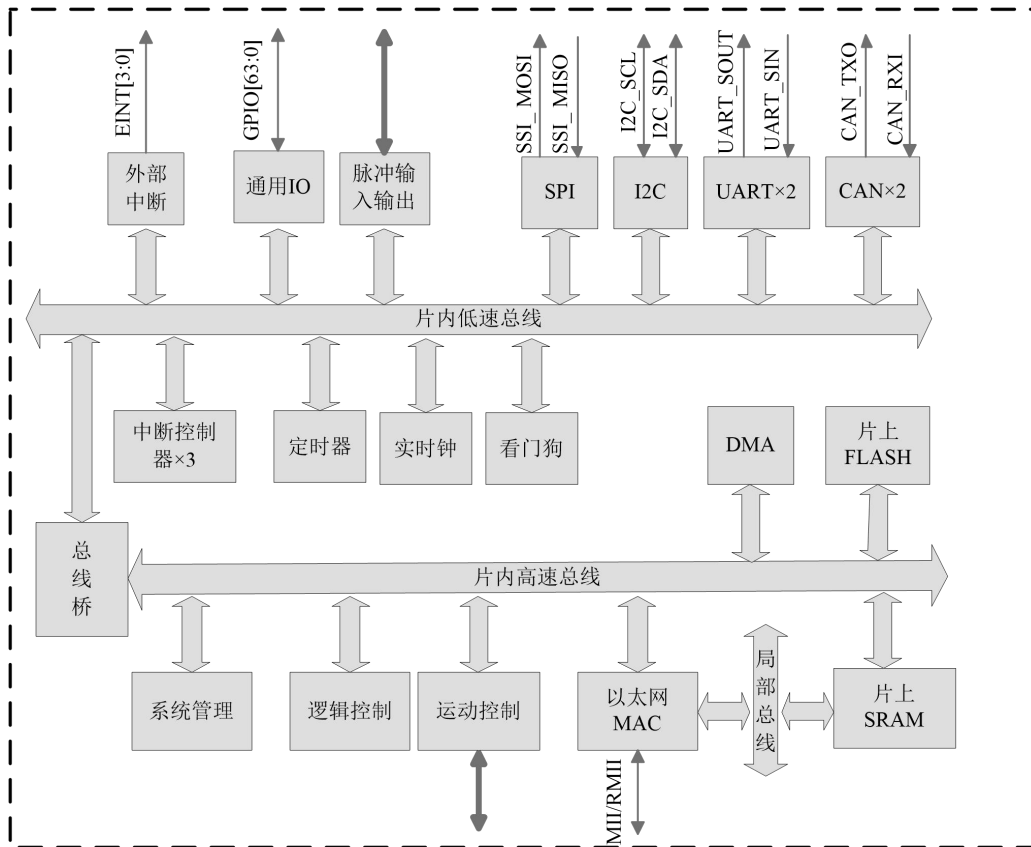 EINT[3:0]
GPIO[63:0]
SSI_MOSI
SSI_MISO
I2C_SCL
I2C_SDA
UART_SOUT
UART_SIN
CAN_TXO
CAN_RXI
外部
中断
通用IO
脉冲输
入输出
SPI
I2C
UART×2
CAN×2
片内低速总线
中断控制
器×3
定时器
实时钟
看门狗
DMA
片上
FLASH
总
线
桥
片内高速总线
系统管理
逻辑控制
运动控制
以太网
MAC
局
部
总
线
片上
SRAM
MII/RMII